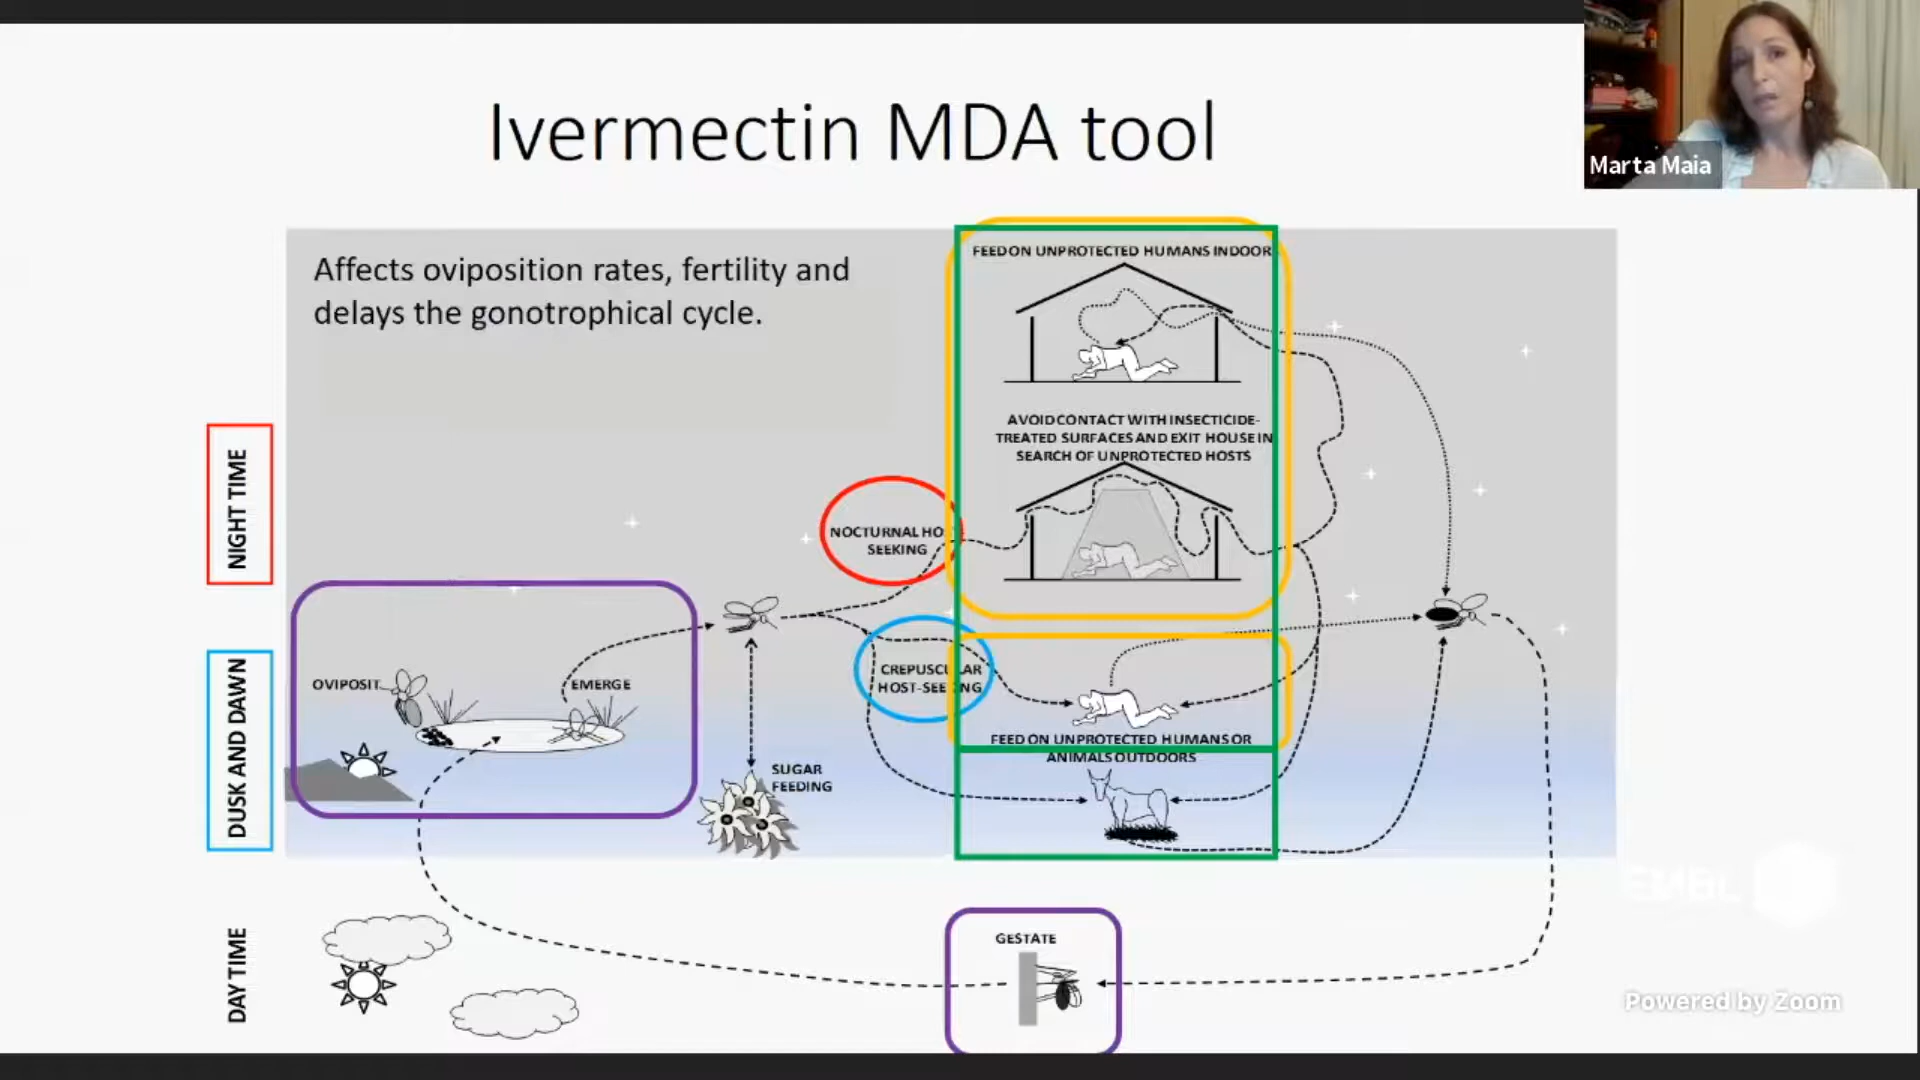 Ivermectin MDA tool
Marta Maia
Affects oviposition rates, fertility and
delays the gonotrophical cycle.
FEED ON UNPROTECTED HUMANS INDOOR
AVOID CONTACT WITH INSECTICIDE-
TREATED SURFACES AND EXIT HOUSE IN
SEARCH OF UNPROTECTED HOSTS
NIGHT TIME
NOCTURNAL HO
SEEKING
DUSK AND DAWN
OVIPOSIT
EMERGE
CREPUSCULAR
HOST-SEEKING
FEED ON UNPROTECTED HUMANS OR
ANIMALS OUTDOORS
SUGAR
FEEDING
DAY TIME
GESTATE
EMBL
Powered by Zoom